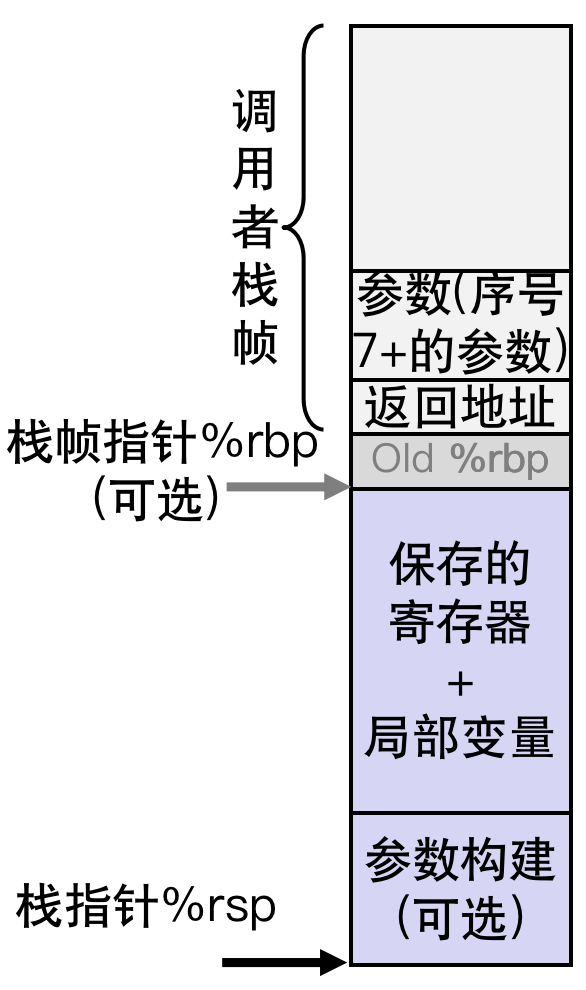 调用者栈帧
参数(序号
7+的参数)
返回地址
栈帧指针%rbp
(可选)
Old %rbp
保存的
寄存器
+
局部变量
参数构建
(可选)
栈指针%rsp